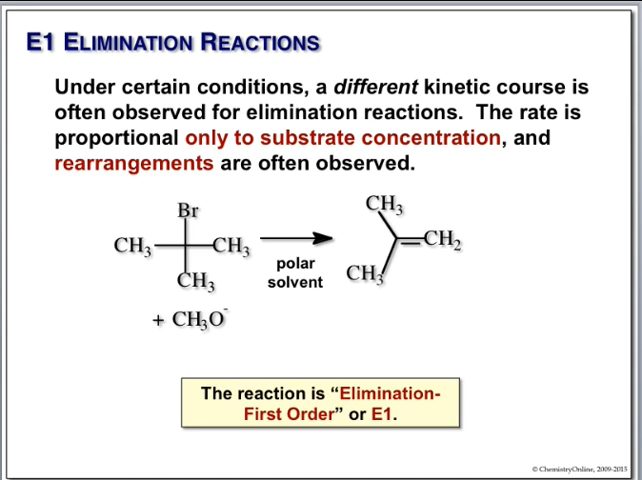 E1 ELIMINATION REACTIONS
Under certain conditions, a different kinetic course is
often observed for elimination reactions. The rate is
proportional only to substrate concentration, and
rearrangements are often observed.
Br
CH₃
CH₃
CH₃
polar
solvent
CH₃
CH₂
CH₃
+ CH₃O⁻
The reaction is “Elimination-
First Order” or E1.
© ChemistryOnline, 2009-2015